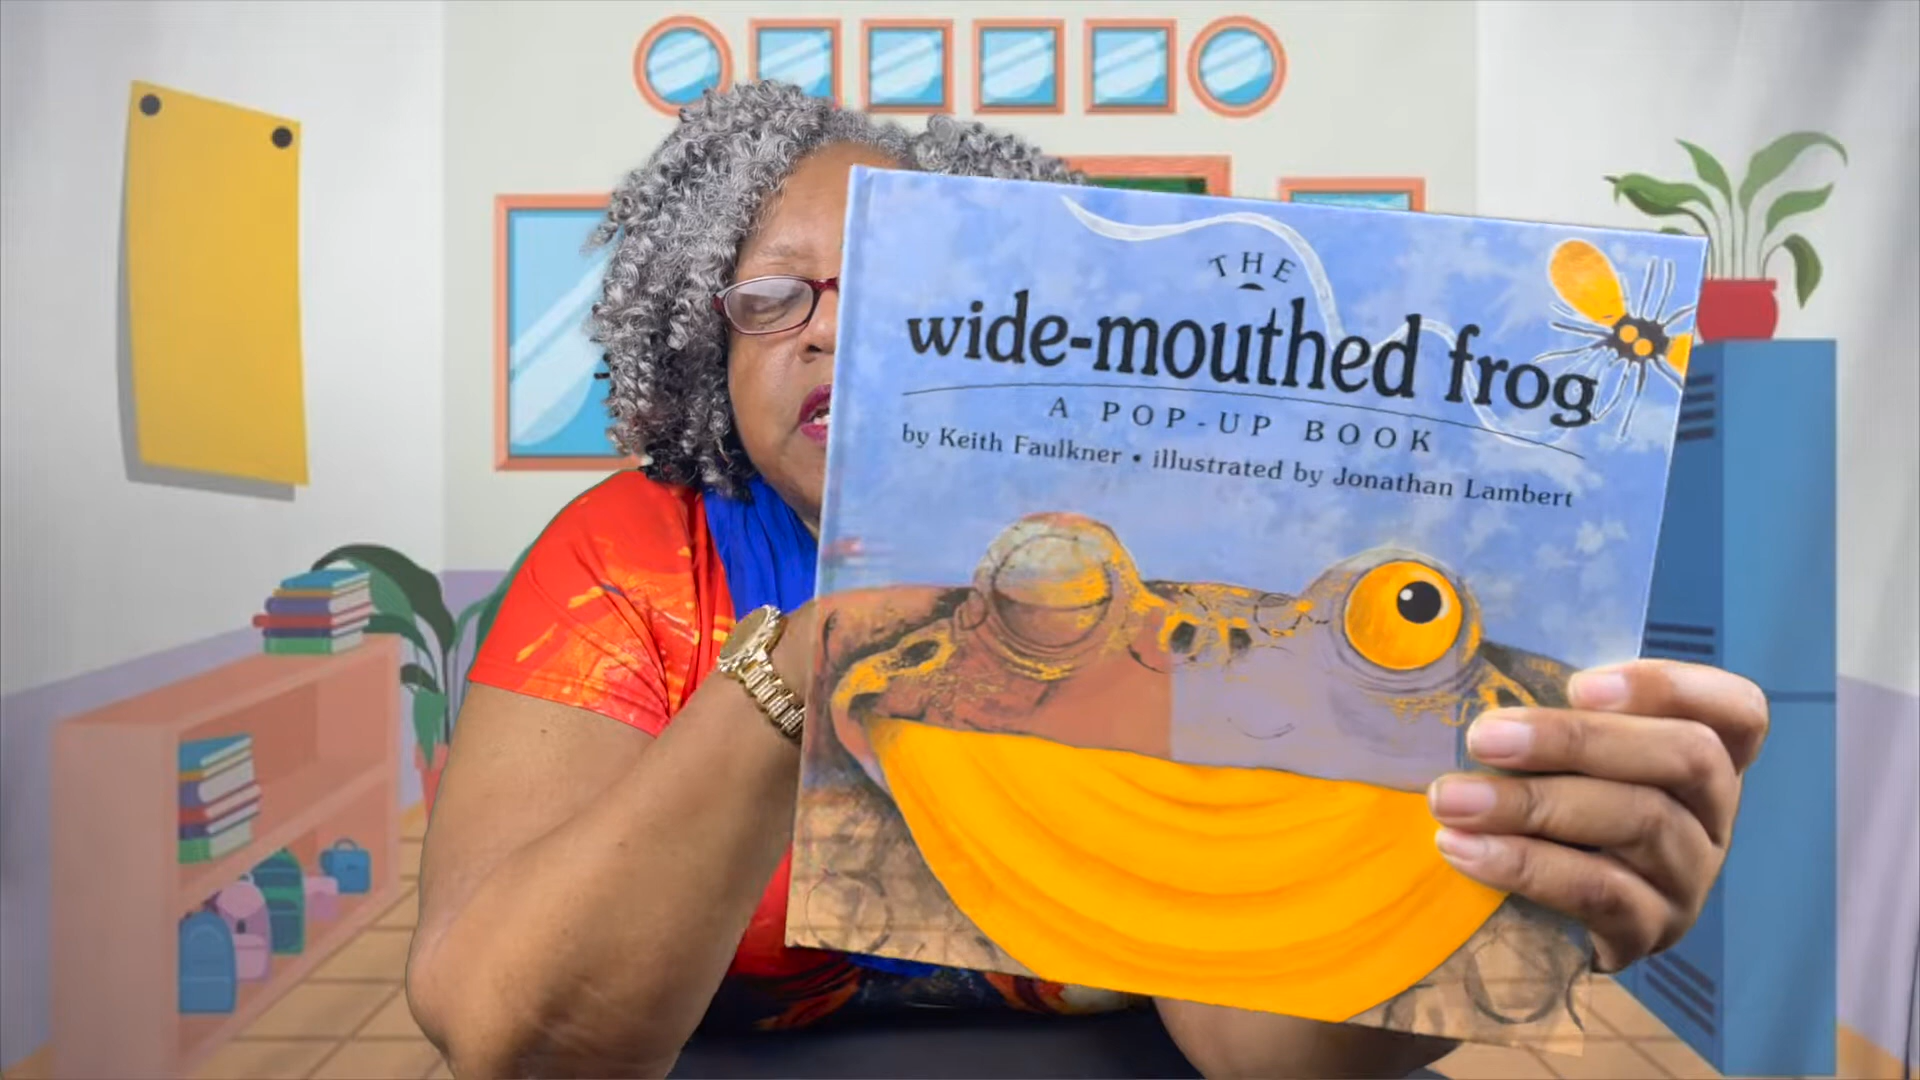 THE
wide-mouthed frog
A POP-UP BOOK
by Keith Faulkner • illustrated by Jonathan Lambert